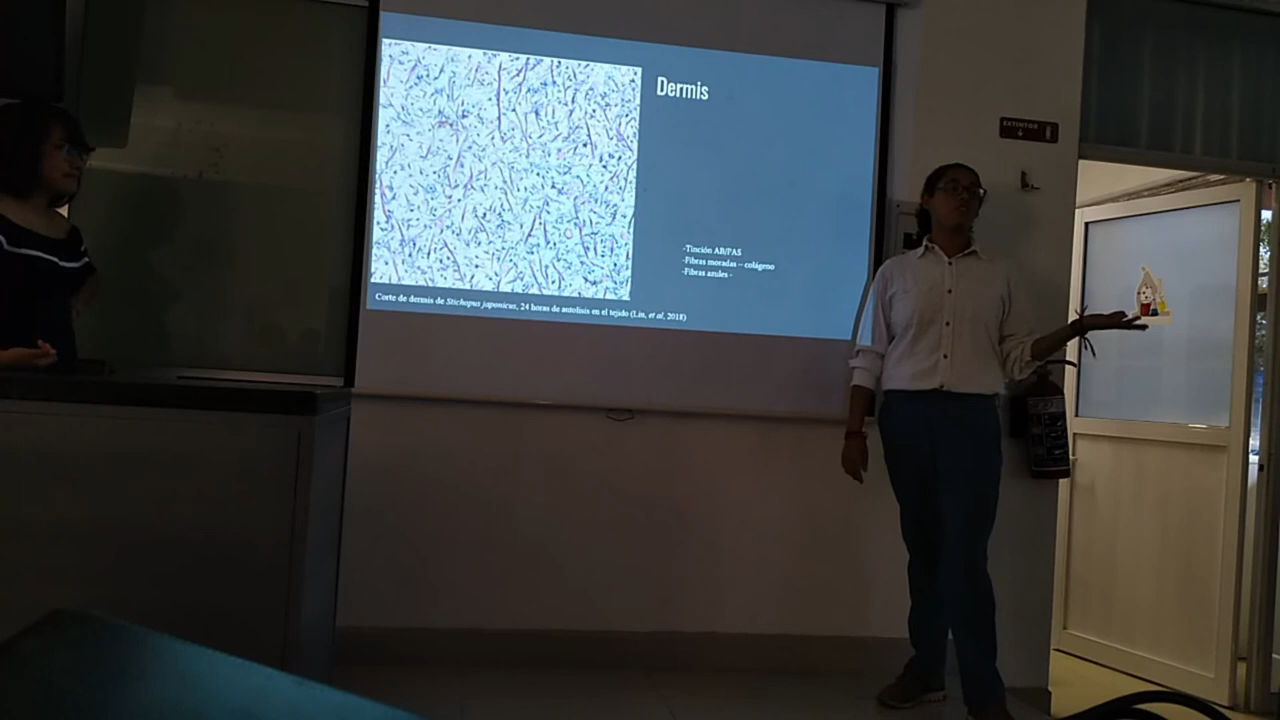 Dermis
-Tinción AB/PAS
-Fibras moradas – colágeno
-Fibras azules -
Corte de dermis de Stichopus japonicus, 24 horas de autolisis en el tejido (Liu, et al, 2018)
EXTINTOR